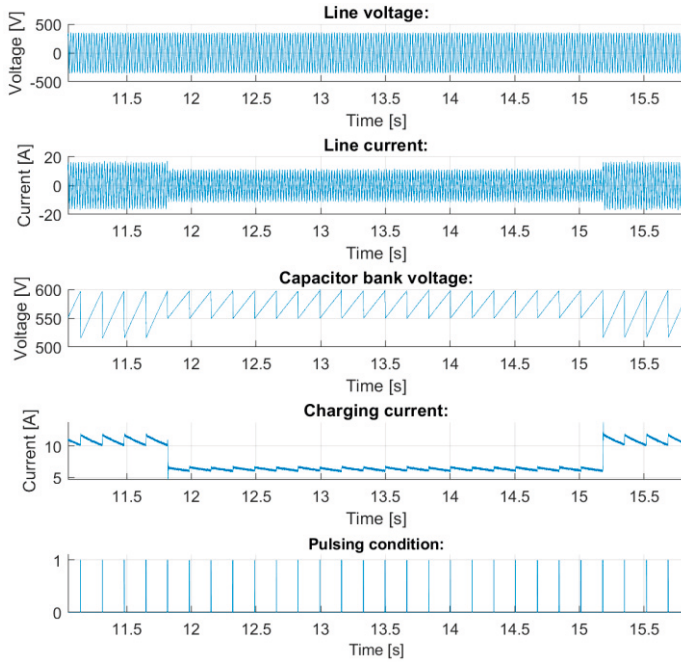 Line voltage:
Voltage [V]
500
0
-500
11.5 12 12.5 13 13.5 14 14.5 15 15.5
Time [s]
Line current:
Current [A]
20
0
-20
11.5 12 12.5 13 13.5 14 14.5 15 15.5
Time [s]
Capacitor bank voltage:
Voltage [V]
600
550
500
11.5 12 12.5 13 13.5 14 14.5 15 15.5
Time [s]
Charging current:
Current [A]
10
5
11.5 12 12.5 13 13.5 14 14.5 15 15.5
Time [s]
Pulsing condition:
1
0
11.5 12 12.5 13 13.5 14 14.5 15 15.5
Time [s]